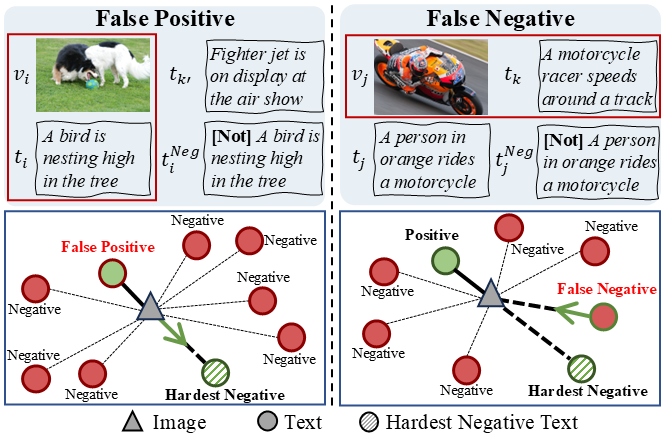 False Positive
v_i
t_{k'}
Fighter jet is
on display at
the air show
t_i
A bird is
nesting high
in the tree
t_i^{Neg}
[Not] A bird is
nesting high
in the tree
False Negative
v_j
t_k
A motorcycle
racer speeds
around a track
t_j
A person in
orange rides
a motorcycle
t_j^{Neg}
[Not] A person
in orange rides
a motorcycle
Negative
False Positive
Negative
Negative
Negative
Negative
Negative
Negative
Negative
Hardest Negative
Negative
Positive
Negative
Negative
False Negative
Negative
Negative
Hardest Negative
Image
Text
Hardest Negative Text